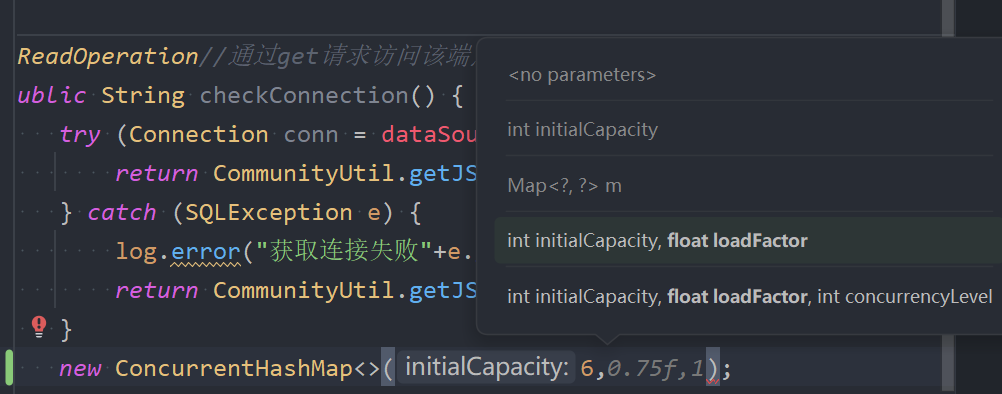 ReadOperation//通过get请求访问该端
ublic String checkConnection() {
try (Connection conn = dataSou
return CommunityUtil.getJS
} catch (SQLException e) {
log.error("获取连接失败"+e.
return CommunityUtil.getJS
}
new ConcurrentHashMap<>( initialCapacity: 6,0.75f,1);
<no parameters>
int initialCapacity
Map<?, ?> m
int initialCapacity, float loadFactor
int initialCapacity, float loadFactor, int concurrencyLevel